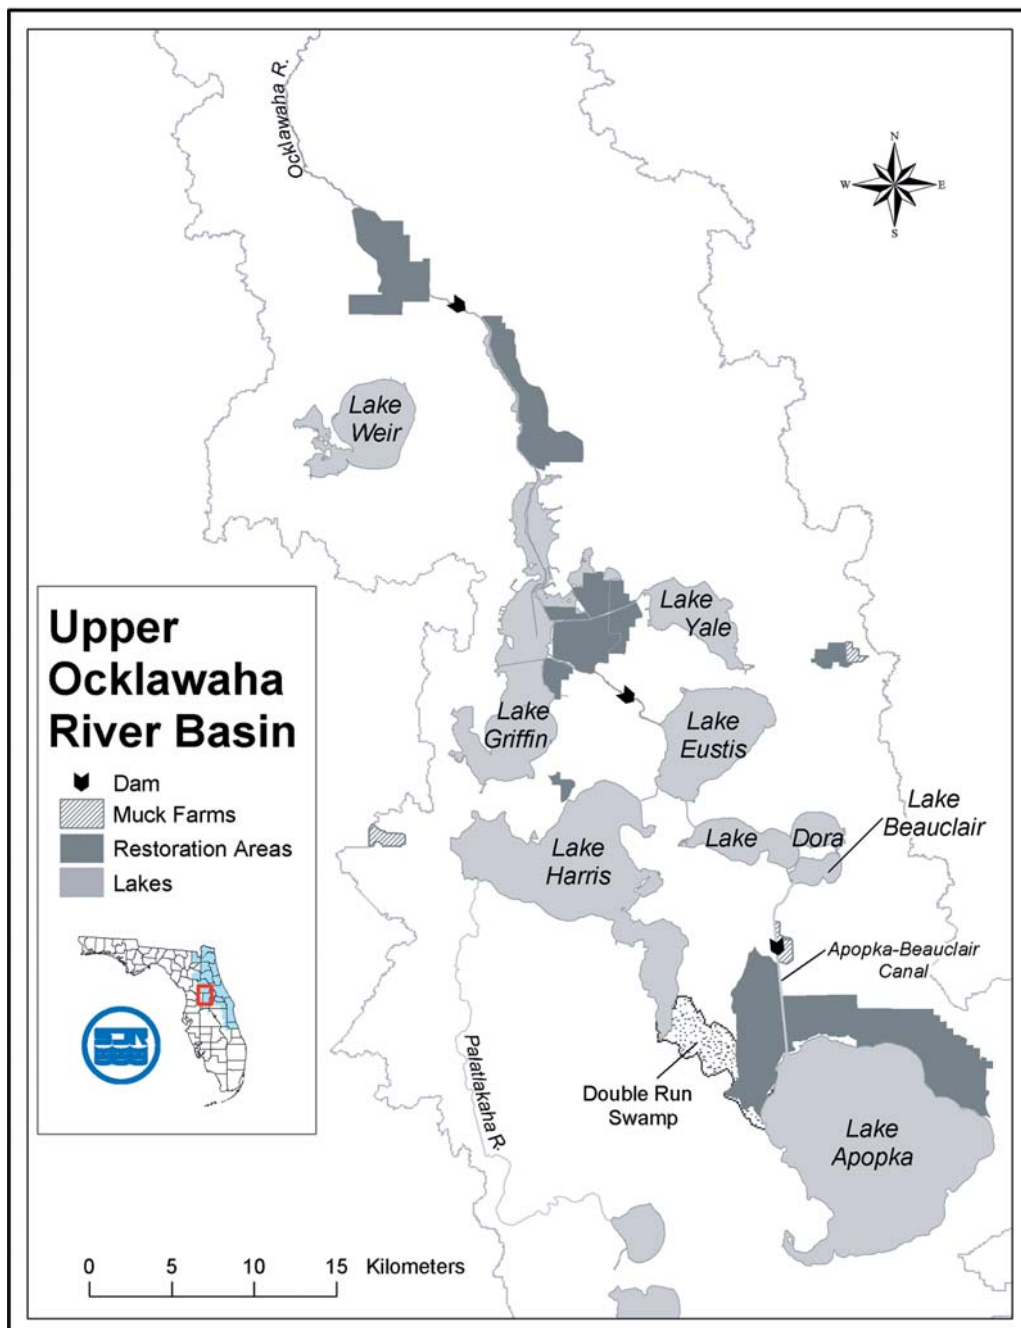 Ocklawaha R.
N
W
E
S
Lake
Weir
Lake
Yale
Upper
Ocklawaha
River Basin
Dam
Muck Farms
Restoration Areas
Lakes
Lake
Griffin
Lake
Eustis
Lake
Beauclair
Lake
Dora
Lake
Harris
Apopka-Beauclair
Canal
Palatlakaha R.
Double Run
Swamp
Lake
Apopka
0 5 10 15 Kilometers